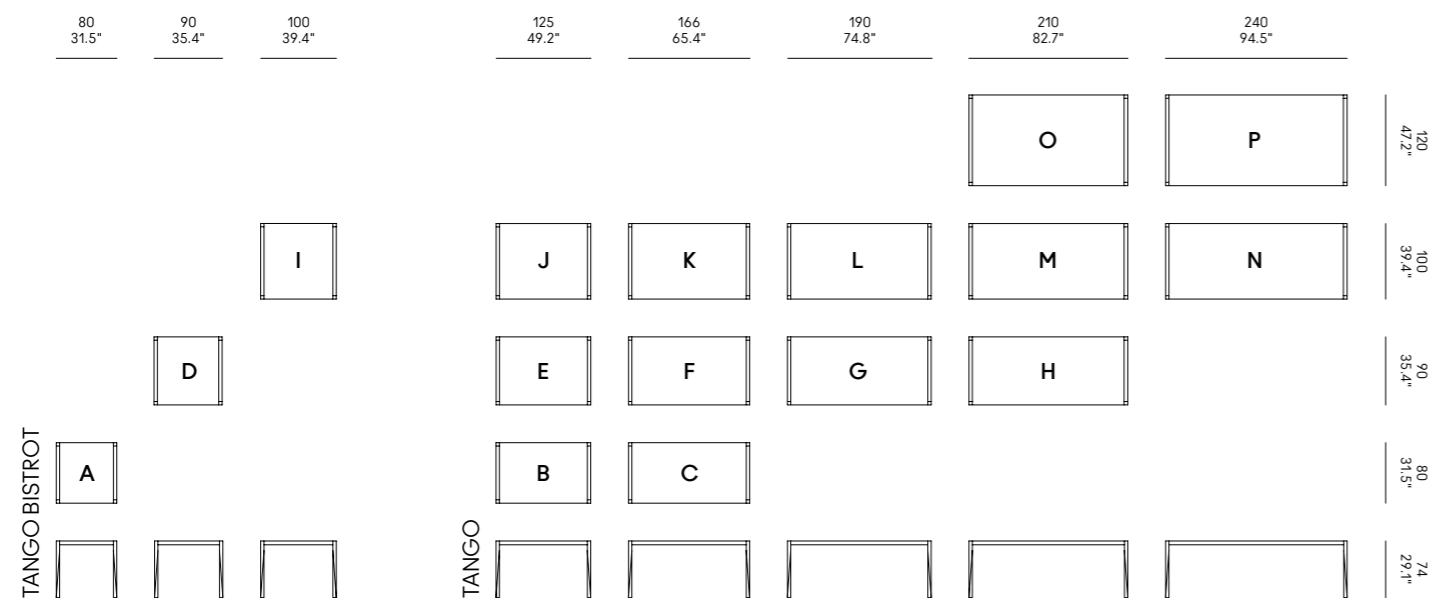 80
31.5"
90
35.4"
100
39.4"
125
49.2"
166
65.4"
190
74.8"
210
82.7"
240
94.5"
O
P
120
47.2"
I
J
K
L
M
N
100
39.4"
D
E
F
G
H
90
35.4"
TANGO BISTROT
A
B
C
80
31.5"
TANGO
74
29.1"